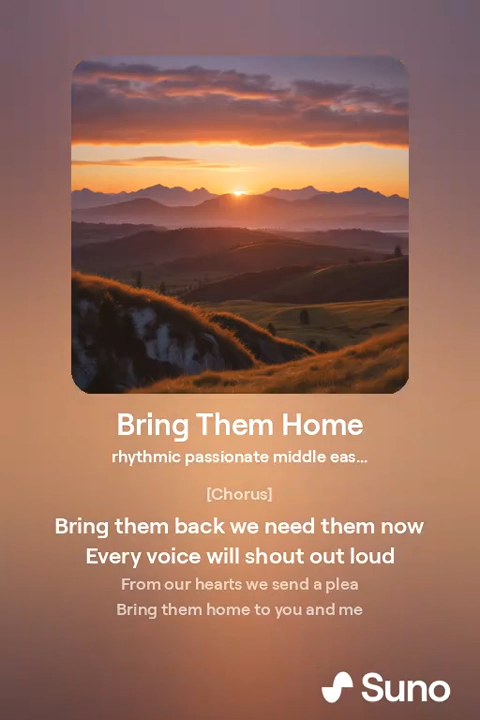 Bring Them Home
rhythmic passionate middle eas...
[Chorus]
Bring them back we need them now
Every voice will shout out loud
From our hearts we send a plea
Bring them home to you and me
Suno